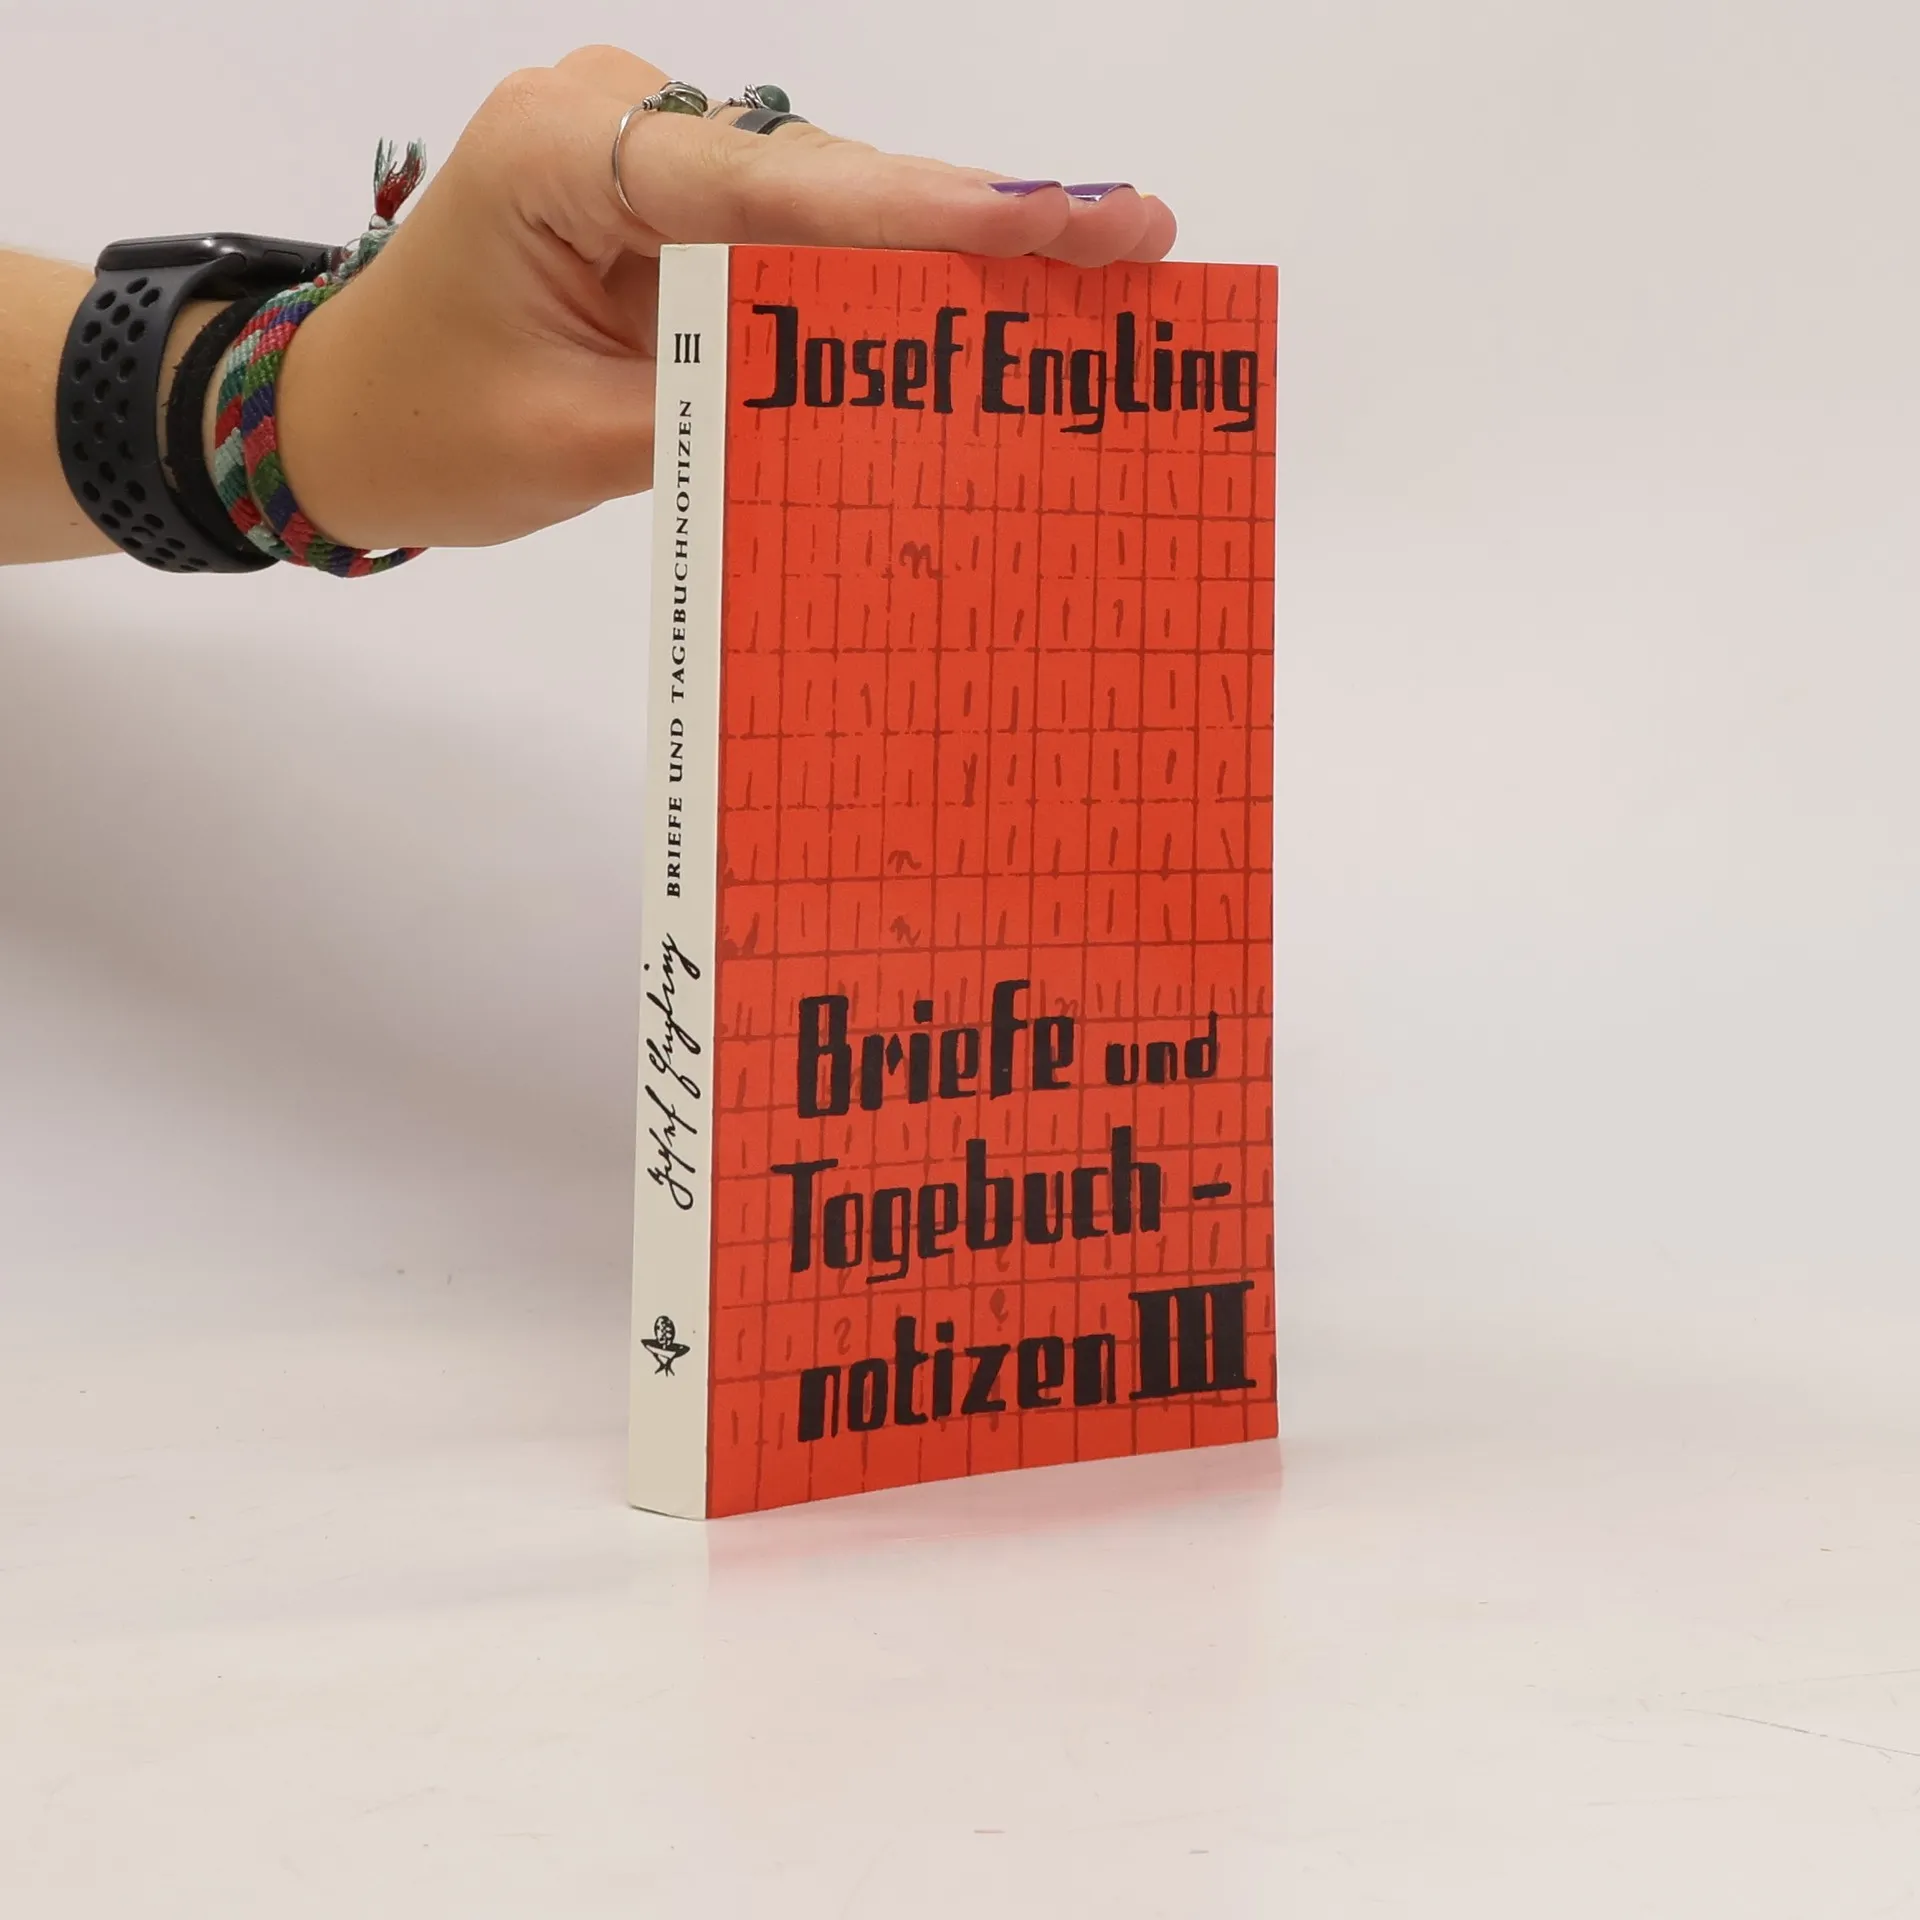 Josef Engling
Briefe und
Tagebuch-
notizen III
Josef Engling BRIEFE UND TAGEBUCHNOTIZEN III